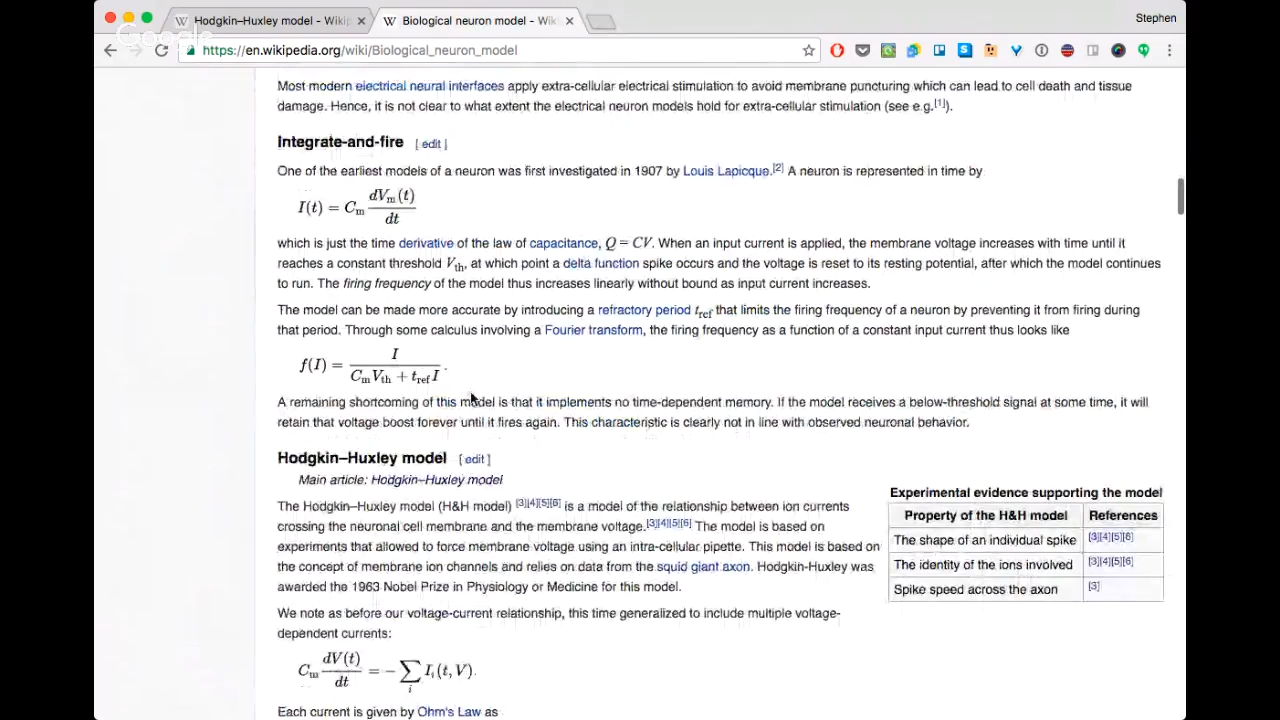 Hodgkin–Huxley model - Wikip
Biological neuron model - Wiki
Stephen
Google
https://en.wikipedia.org/wiki/Biological_neuron_model
Most modern electrical neural interfaces apply extra-cellular electrical stimulation to avoid membrane puncturing which can lead to cell death and tissue
damage. Hence, it is not clear to what extent the electrical neuron models hold for extra-cellular stimulation (see e.g.[1]).
Integrate-and-fire [ edit ]
One of the earliest models of a neuron was first investigated in 1907 by Louis Lapicque.[2] A neuron is represented in time by
I(t) = Cm dVm(t)/dt
which is just the time derivative of the law of capacitance, Q = CV. When an input current is applied, the membrane voltage increases with time until it
reaches a constant threshold Vth, at which point a delta function spike occurs and the voltage is reset to its resting potential, after which the model continues
to run. The firing frequency of the model thus increases linearly without bound as input current increases.
The model can be made more accurate by introducing a refractory period tref that limits the firing frequency of a neuron by preventing it from firing during
that period. Through some calculus involving a Fourier transform, the firing frequency as a function of a constant input current thus looks like
f(I) = I / (CmVth + trefI).
A remaining shortcoming of this model is that it implements no time-dependent memory. If the model receives a below-threshold signal at some time, it will
retain that voltage boost forever until it fires again. This characteristic is clearly not in line with observed neuronal behavior.
Hodgkin–Huxley model [ edit ]
Main article: Hodgkin–Huxley model
The Hodgkin–Huxley model (H&H model) [3][4][5][6] is a model of the relationship between ion currents
crossing the neuronal cell membrane and the membrane voltage.[3][4][5][6] The model is based on
experiments that allowed to force membrane voltage using an intra-cellular pipette. This model is based on
the concept of membrane ion channels and relies on data from the squid giant axon. Hodgkin-Huxley was
awarded the 1963 Nobel Prize in Physiology or Medicine for this model.
We note as before our voltage-current relationship, this time generalized to include multiple voltage-
dependent currents:
Cm dV(t)/dt = −∑i Ii(t, V).
Each current is given by Ohm's Law as
Experimental evidence supporting the model
Property of the H&H model References
The shape of an individual spike [3][4][5][6]
The identity of the ions involved [3][4][5][6]
Spike speed across the axon [3]